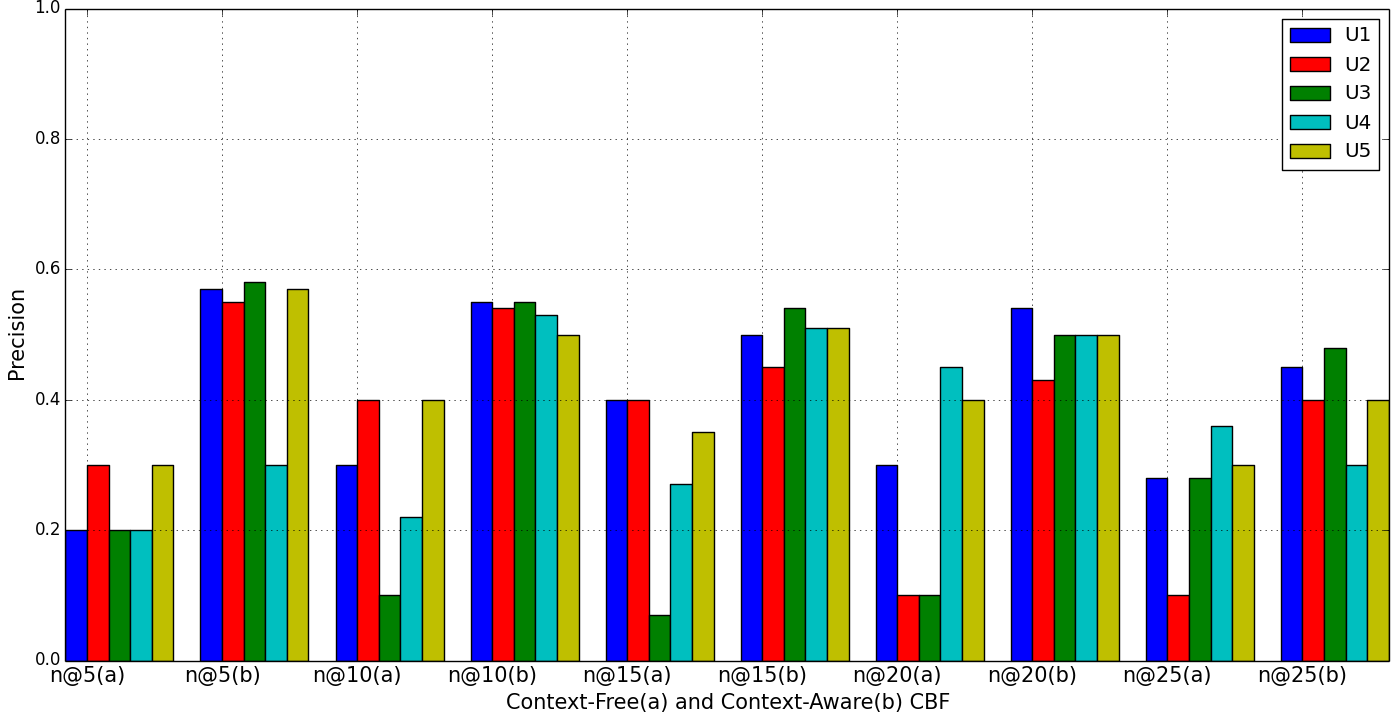 1.0
0.8
0.6
0.4
0.2
0.0
Precision
U1
U2
U3
U4
U5
n@5(a) n@5(b) n@10(a) n@10(b) n@15(a) n@15(b) n@20(a) n@20(b) n@25(a) n@25(b)
Context-Free(a) and Context-Aware(b) CBF